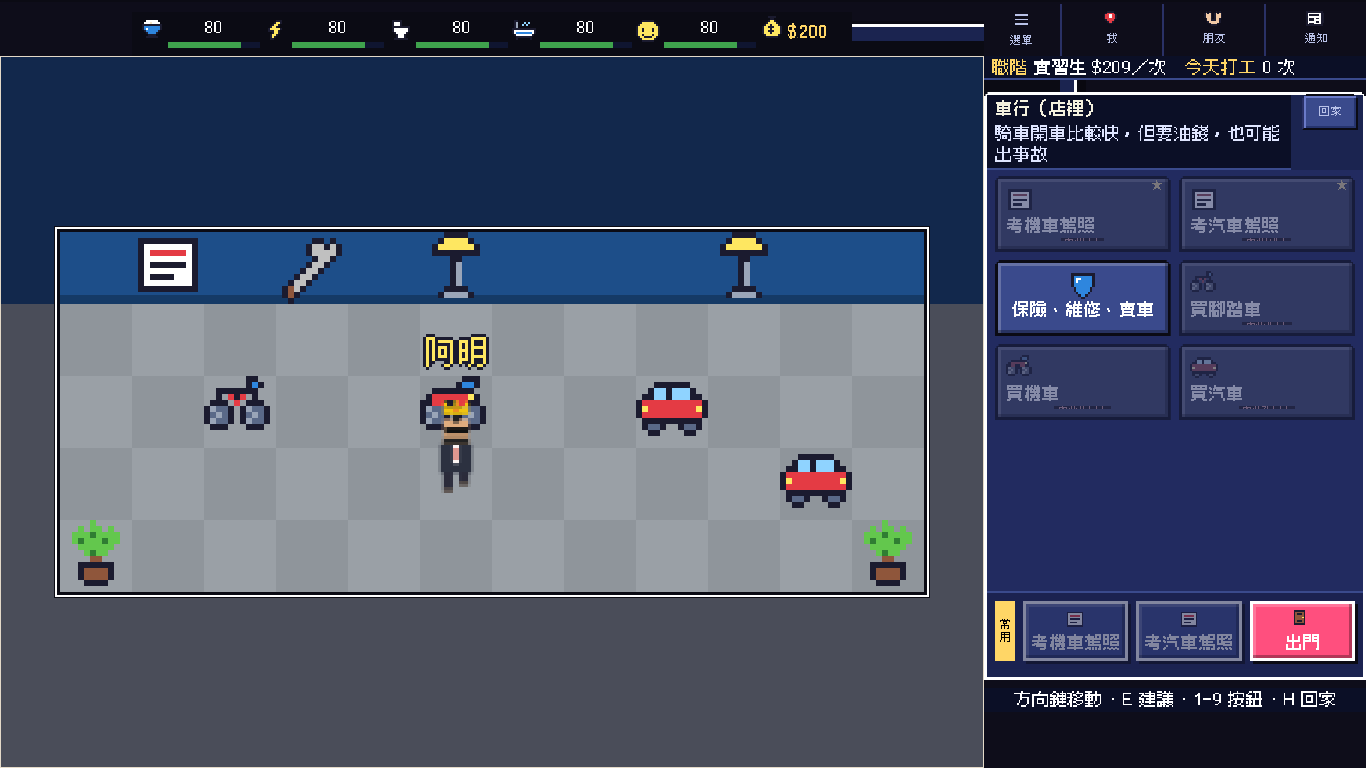 80 80 80 80 80 $200
選單 我 朋友 通知
職階 實習生 $209／次 今天打工 0 次
車行（店裡）
回家
騎車開車比較快，但要油錢，也可能
出事故
考機車駕照 考汽車駕照
保險、維修、賣車 買腳踏車
買機車 買汽車
阿明
常用 考機車駕照 考汽車駕照 出門
方向鍵移動 · E 建議 · 1-9 按鈕 · H 回家